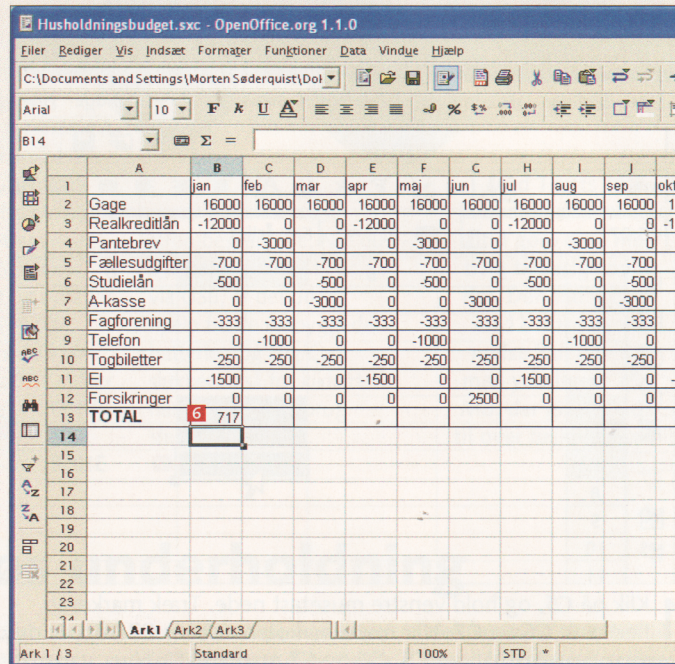 Husholdningsbudget.sxc - OpenOffice.org 1.1.0
Filer Rediger Vis Indsæt Formater Funktioner Data Vindue Hjælp
C:\Documents and Settings\Morten Søderquist\Dok
Arial 10 F k U A
B14 Σ =
A B C D E F G H I J
1 jan feb mar apr maj jun jul aug sep okt
2 Gage 16000 16000 16000 16000 16000 16000 16000 16000 16000 1
3 Realkreditlån -12000 0 0 -12000 0 0 -12000 0 0 -1
4 Pantebrev 0 -3000 0 0 -3000 0 0 -3000 0
5 Fællesudgifter -700 -700 -700 -700 -700 -700 -700 -700 -700
6 Studielån -500 0 -500 0 -500 0 -500 0 -500
7 A-kasse 0 0 -3000 0 0 -3000 0 0 -3000
8 Fagforening -333 -333 -333 -333 -333 -333 -333 -333 -333
9 Telefon 0 -1000 0 0 -1000 0 0 -1000 0
10 Togbiletter -250 -250 -250 -250 -250 -250 -250 -250 -250
11 El -1500 0 0 -1500 0 0 -1500 0 0 -
12 Forsikringer 0 0 0 0 0 2500 0 0 0
13 TOTAL 6 717
14
15
16
17
18
19
20
21
22
23
24
Ark1 Ark2 Ark3
Ark 1 / 3 Standard 100% STD *